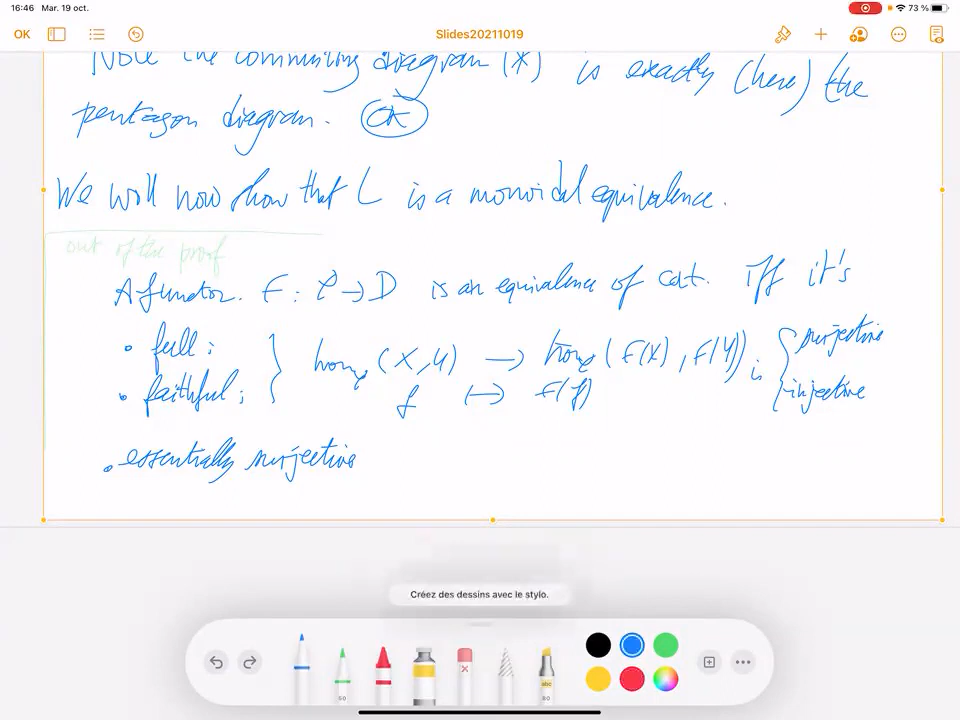 16:46 Mar. 19 oct. 73 %
OK Slides20211019
Note the commuting diagram (*) is exactly (here) the
pentagon diagram. OK
We will now show that L is a monoidal equivalence.
out of the proof
A functor. F : C → D is an equivalence of cat. iff it's
• full ;
• faithful ;
hom_C (X,Y) → hom_C (F(X), F(Y)) is
f ↦ F(f)
surjective
injective
• essentially surjective
Créez des dessins avec le stylo.
50
abc
80